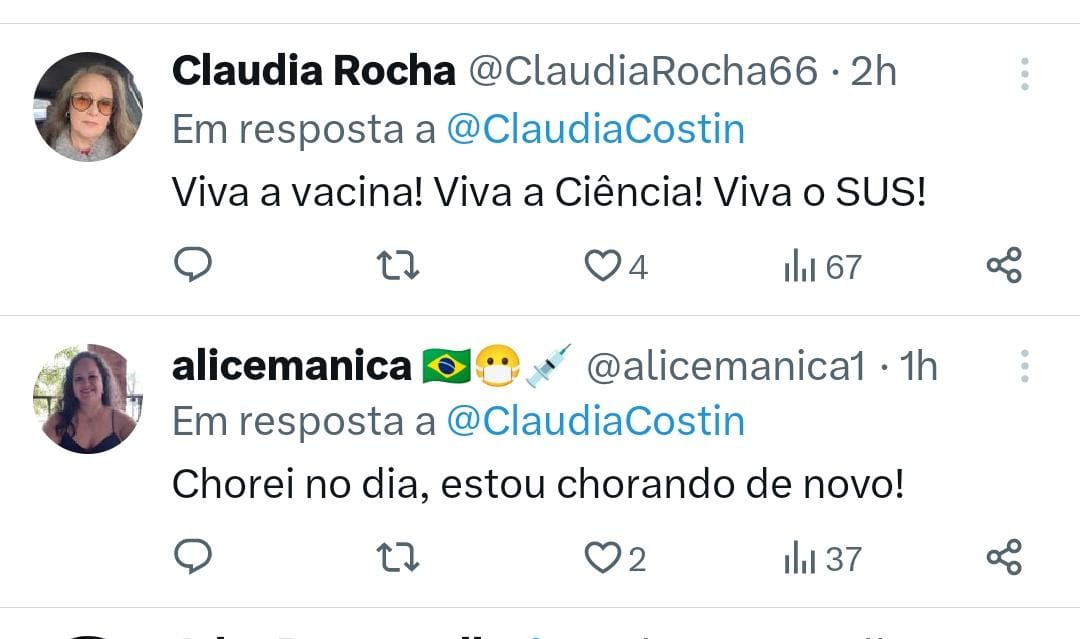 Claudia Rocha @ClaudiaRocha66 · 2h
Em resposta a @ClaudiaCostin
Viva a vacina! Viva a Ciência! Viva o SUS!
4 67
alicemanica 🇧🇷😷💉 @alicemanica1 · 1h
Em resposta a @ClaudiaCostin
Chorei no dia, estou chorando de novo!
2 37